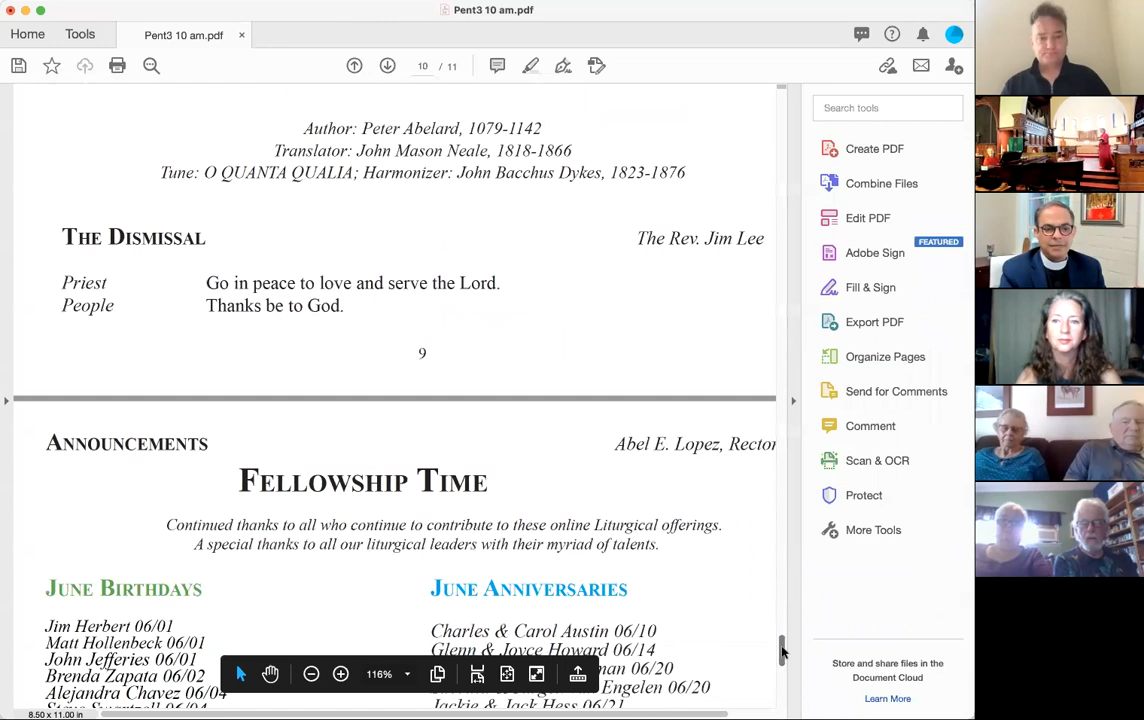 Pent3 10 am.pdf
Home
Tools
Pent3 10 am.pdf ×
10 / 11
Author: Peter Abelard, 1079-1142
Translator: John Mason Neale, 1818-1866
Tune: O QUANTA QUALIA; Harmonizer: John Bacchus Dykes, 1823-1876
THE DISMISSAL
The Rev. Jim Lee
Priest Go in peace to love and serve the Lord.
People Thanks be to God.
9
ANNOUNCEMENTS
Abel E. Lopez, Rector
FELLOWSHIP TIME
Continued thanks to all who continue to contribute to these online Liturgical offerings.
A special thanks to all our liturgical leaders with their myriad of talents.
JUNE BIRTHDAYS
Jim Herbert 06/01
Matt Hollenbeck 06/01
John Jefferies 06/01
Brenda Zapata 06/02
Alejandra Chavez 06/04
JUNE ANNIVERSARIES
Charles & Carol Austin 06/10
Glenn & Joyce Howard 06/14
man 06/20
Engelen 06/20
Jackie & Jack Hess 06/21
116%
8.50 x 11.00 in
Search tools
Create PDF
Combine Files
Edit PDF
FEATURED
Adobe Sign
Fill & Sign
Export PDF
Organize Pages
Send for Comments
Comment
Scan & OCR
Protect
More Tools
Store and share files in the
Document Cloud
Learn More